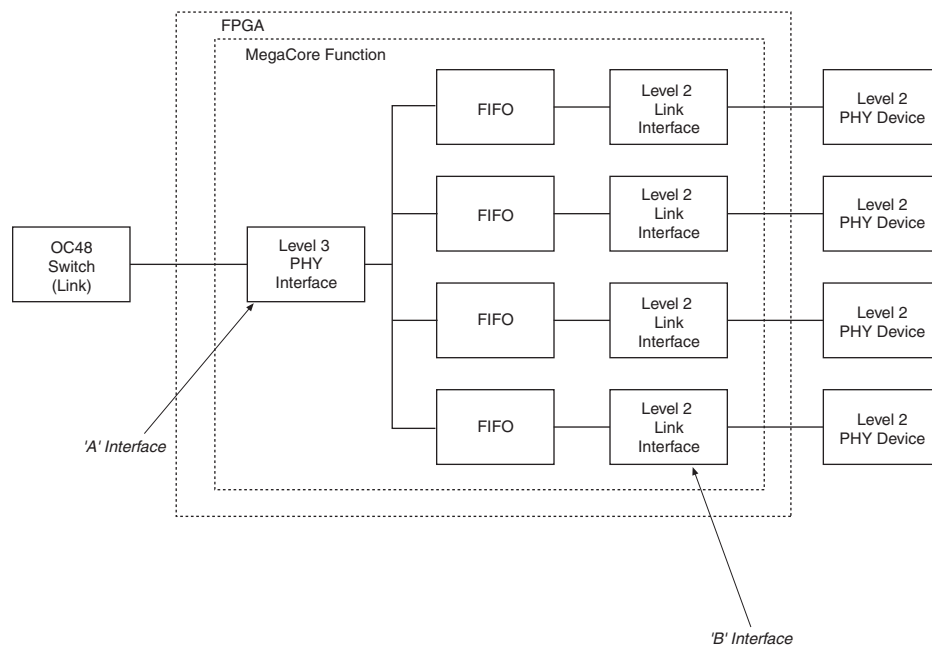 FPGA
MegaCore Function
FIFO
Level 2
Link
Interface
Level 2
PHY Device
FIFO
Level 2
Link
Interface
Level 2
PHY Device
OC48
Switch
(Link)
Level 3
PHY
Interface
FIFO
Level 2
Link
Interface
Level 2
PHY Device
FIFO
Level 2
Link
Interface
Level 2
PHY Device
'A' Interface
'B' Interface